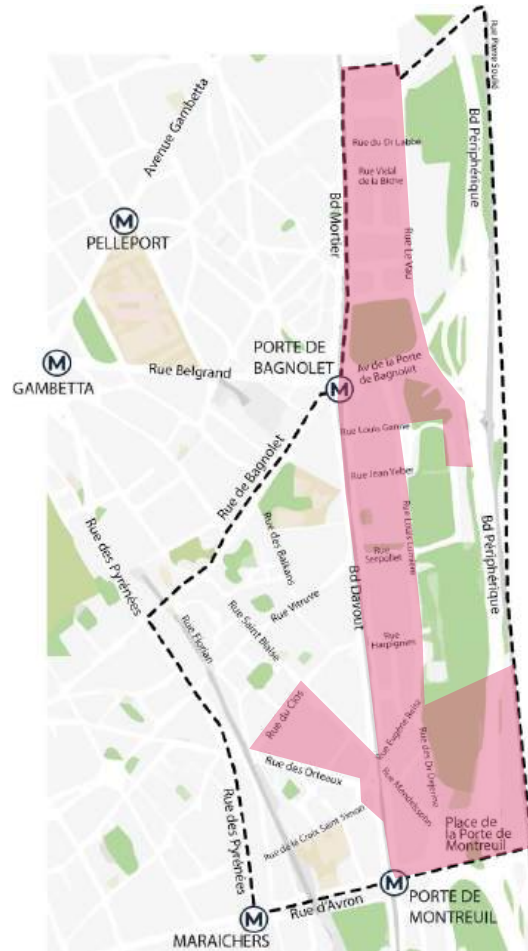 Rue Pierre Soulié
Avenue Gambetta
Bd Périphérique
Rue du Dr Labbé
Rue Vidal
de la Blche
Bd Mortier
Rue Le Vau
M
PELLEPORT
PORTE DE
BAGNOLET
M
Av de la Porte
de Bagnolet
M
GAMBETTA
Rue Belgrand
Rue Louis Ganne
Rue de Bagnolet
Rue Jean Veber
Rue Louis Lumière
Bd Périphérique
Rue des Pyrénées
Rue des Balkans
Rue
Serpollet
Bd Davout
Rue Vitruve
Rue Saint Blaise
Rue Florian
Rue
Harpignies
Rue du Clos
Rue Eugène Reisz
Rue des Orteaux
Rue des Dr Dejerine
Rue Mendelssohn
Rue des Pyrénées
Rue de la Croix Saint Simon
Place de
la Porte de
Montreuil
M
PORTE DE
MONTREUIL
Rue d'Avron
M
MARAICHERS